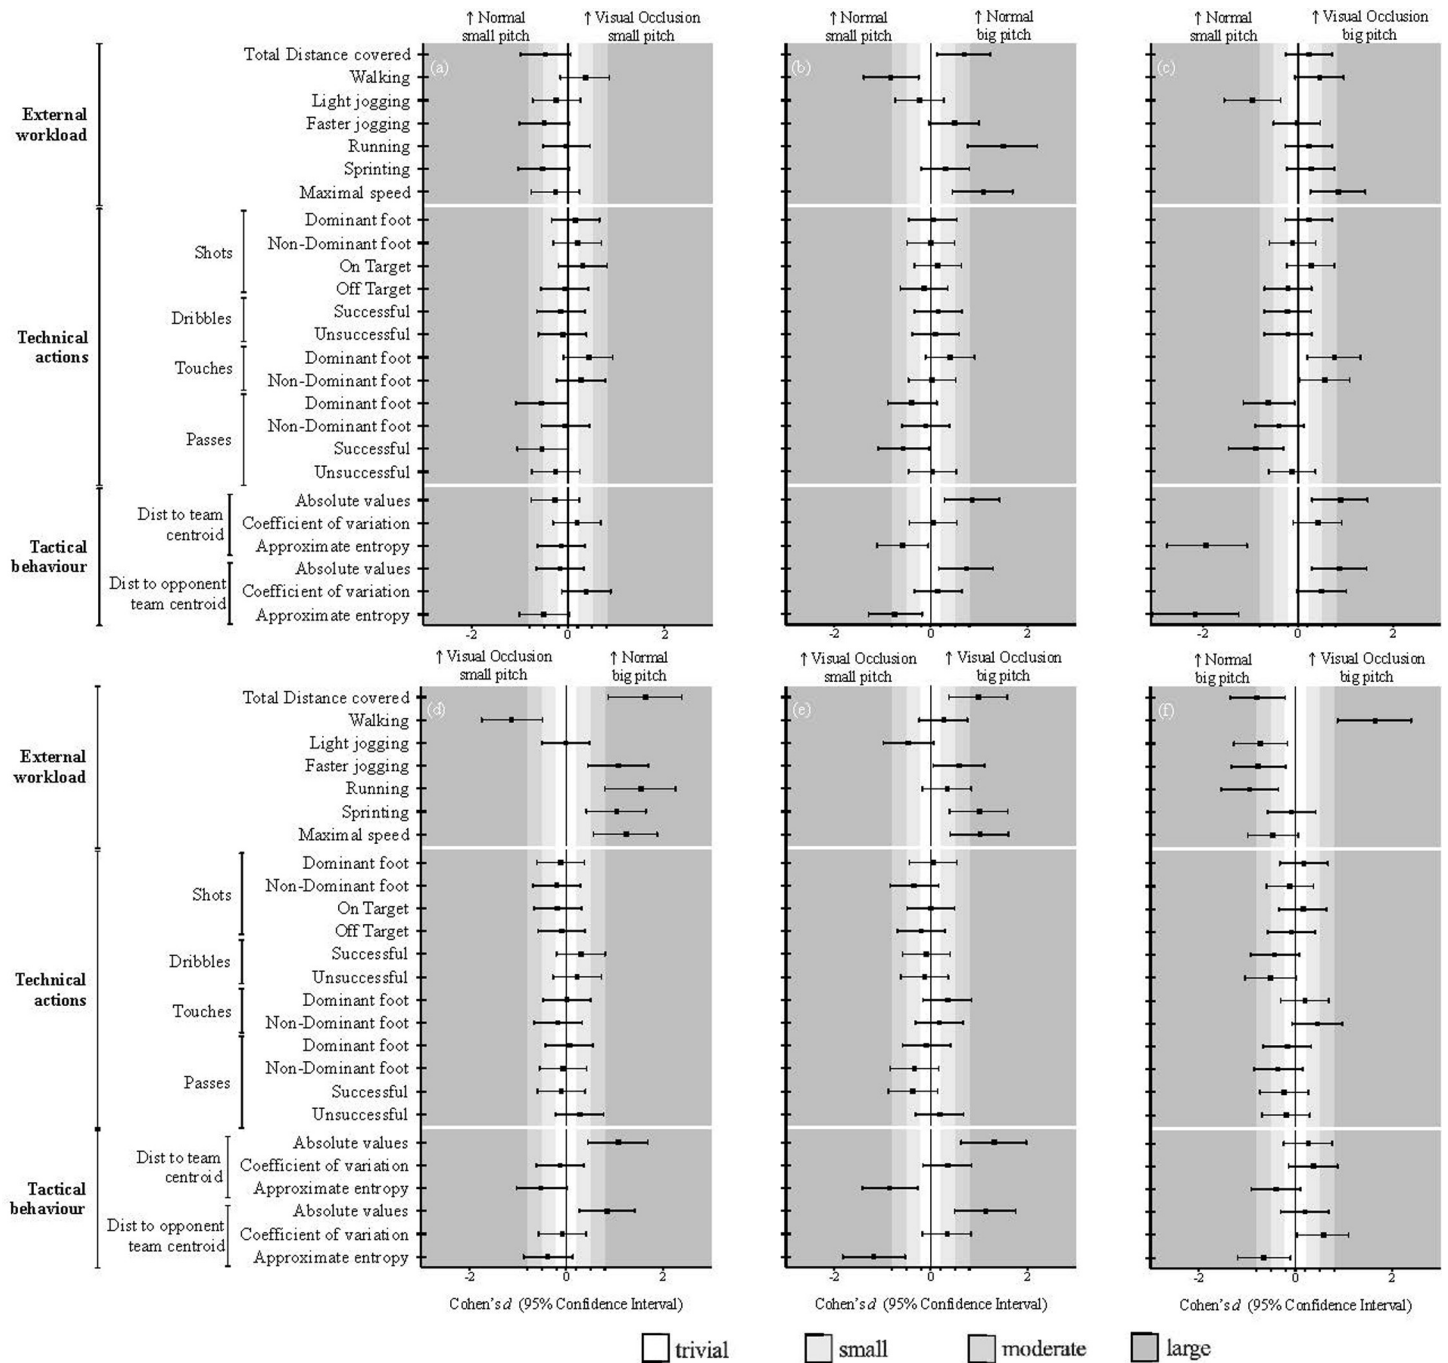 ↑ Normal
small pitch
↑ Visual Occlusion
small pitch
↑ Normal
small pitch
↑ Normal
big pitch
↑ Normal
small pitch
↑ Visual Occlusion
big pitch
(a)
(b)
(c)
External
workload
Total Distance covered
Walking
Light jogging
Faster jogging
Running
Sprinting
Maximal speed
Technical
actions
Shots
Dominant foot
Non-Dominant foot
On Target
Off Target
Dribbles
Successful
Unsuccessful
Touches
Dominant foot
Non-Dominant foot
Passes
Dominant foot
Non-Dominant foot
Successful
Unsuccessful
Tactical
behaviour
Dist to team
centroid
Absolute values
Coefficient of variation
Approximate entropy
Dist to opponent
team centroid
Absolute values
Coefficient of variation
Approximate entropy
-2 0 2
-2 0 2
-2 0 2
↑ Visual Occlusion
small pitch
↑ Normal
big pitch
↑ Visual Occlusion
small pitch
↑ Visual Occlusion
big pitch
↑ Normal
big pitch
↑ Visual Occlusion
big pitch
(d)
(e)
(f)
External
workload
Total Distance covered
Walking
Light jogging
Faster jogging
Running
Sprinting
Maximal speed
Technical
actions
Shots
Dominant foot
Non-Dominant foot
On Target
Off Target
Dribbles
Successful
Unsuccessful
Touches
Dominant foot
Non-Dominant foot
Passes
Dominant foot
Non-Dominant foot
Successful
Unsuccessful
Tactical
behaviour
Dist to team
centroid
Absolute values
Coefficient of variation
Approximate entropy
Dist to opponent
team centroid
Absolute values
Coefficient of variation
Approximate entropy
-2 0 2
-2 0 2
-2 0 2
Cohen's d (95% Confidence Interval)
Cohen's d (95% Confidence Interval)
Cohen's d (95% Confidence Interval)
trivial
small
moderate
large